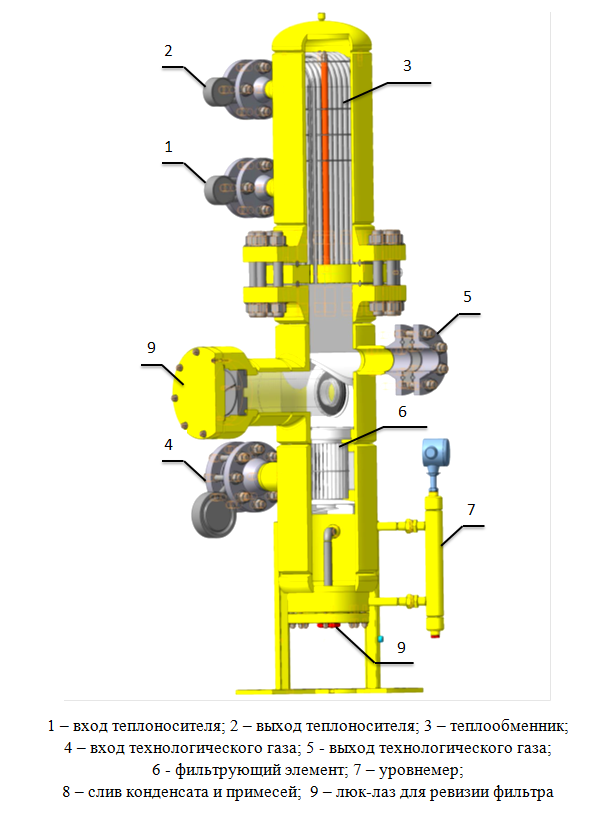 2
3
1
5
9
6
4
7
9
1 – вход теплоносителя; 2 – выход теплоносителя; 3 – теплообменник;
4 – вход технологического газа; 5 - выход технологического газа;
6 - фильтрующий элемент; 7 – уровнемер;
8 – слив конденсата и примесей; 9 – люк-лаз для ревизии фильтра